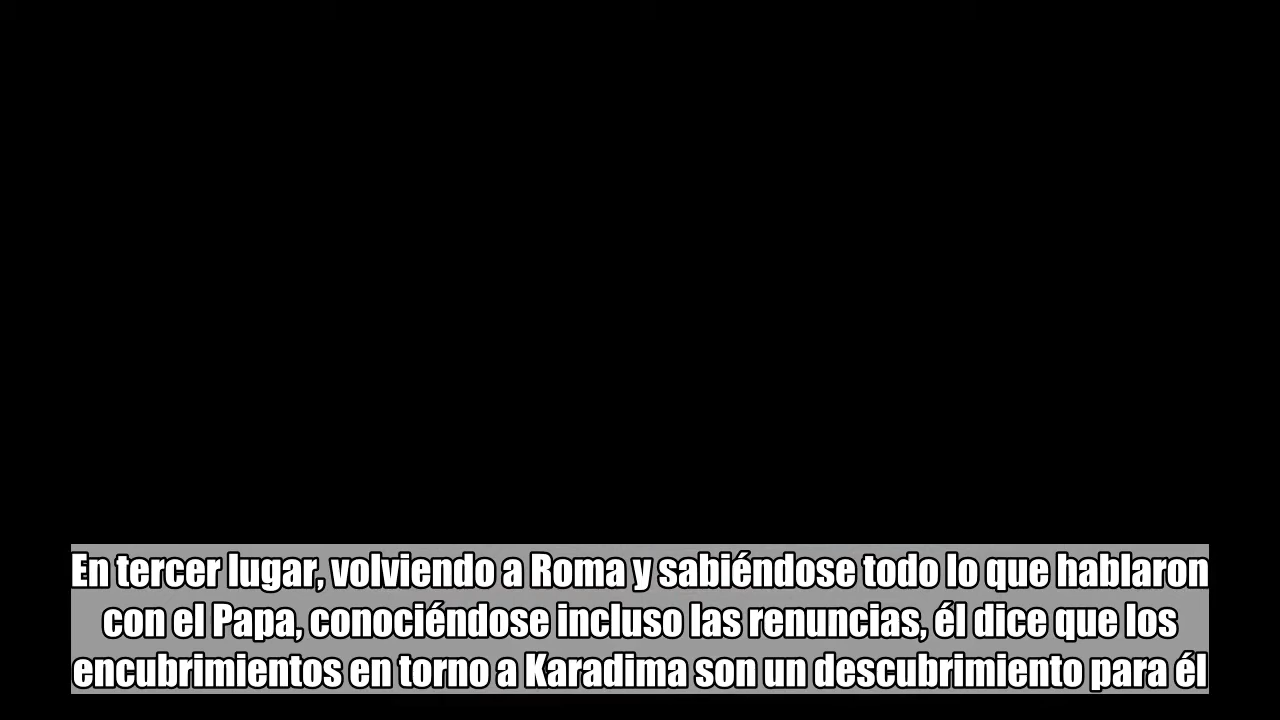 En tercer lugar, volviendo a Roma y sabiéndose todo lo que hablaron
con el Papa, conociéndose incluso las renuncias, él dice que los
encubrimientos en torno a Karadima son un descubrimiento para él